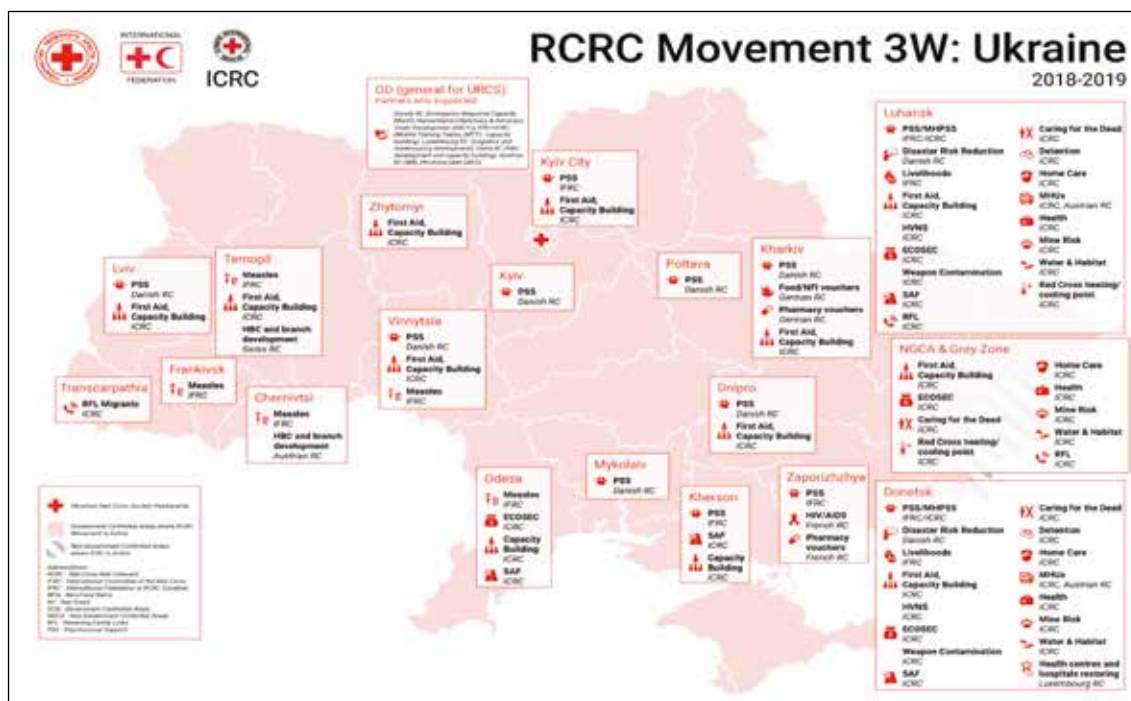 INTERNATIONAL
FEDERATION
ICRC
RCRC Movement 3W: Ukraine
2018-2019
OD (general for URCS):
Partners who supported
Kyiv City
PSS
IFRC
First Aid,
Capacity Building
ICRC
Zhytomyr
First Aid,
Capacity Building
ICRC
Lviv
PSS
Danish RC
First Aid,
Capacity Building
ICRC
Ternopil
Measles
IFRC
First Aid,
Capacity Building
ICRC
HBC and branch
development
Swiss RC
Kyiv
PSS
Danish RC
Poltava
PSS
Danish RC
Kharkiv
PSS
Danish RC
Food/NFI vouchers
German RC
Pharmacy vouchers
German RC
First Aid,
Capacity Building
ICRC
Vinnytsia
PSS
Danish RC
First Aid,
Capacity Building
ICRC
Measles
IFRC
Frankivsk
Measles
IFRC
Transcarpathia
RFL Migrants
ICRC
Chernivtsi
Measles
IFRC
HBC and branch
development
Austrian RC
Dnipro
PSS
Danish RC
First Aid,
Capacity Building
ICRC
Odesa
Measles
IFRC
ECOSEC
ICRC
Capacity
Building
ICRC
SAF
ICRC
Mykolaiv
PSS
Danish RC
Kherson
PSS
IFRC
SAF
ICRC
Capacity
Building
ICRC
Zaporizhzhya
PSS
IFRC
HIV/AIDS
French RC
Pharmacy
vouchers
French RC
Luhansk
PSS/MHPSS
IFRC/ICRC
Disaster Risk Reduction
Danish RC
Livelihoods
IFRC
First Aid,
Capacity Building
ICRC
HVNS
ICRC
ECOSEC
ICRC
Weapon Contamination
ICRC
SAF
ICRC
RFL
ICRC
Caring for the Dead
ICRC
Detention
ICRC
Home Care
ICRC
MHUs
ICRC, Austrian RC
Health
ICRC
Mine Risk
ICRC
Water & Habitat
ICRC
Red Cross heating/
cooling point
ICRC
NGCA & Grey Zone
First Aid,
Capacity Building
ICRC
ECOSEC
ICRC
Caring for the Dead
ICRC
Red Cross heating/
cooling point
ICRC
Home Care
ICRC
Health
ICRC
Mine Risk
ICRC
Water & Habitat
ICRC
RFL
ICRC
Donetsk
PSS/MHPSS
IFRC/ICRC
Disaster Risk Reduction
Danish RC
Livelihoods
IFRC
First Aid,
Capacity Building
ICRC
HVNS
ICRC
ECOSEC
ICRC
Weapon Contamination
ICRC
SAF
ICRC
Caring for the Dead
ICRC
Detention
ICRC
Home Care
ICRC
MHUs
ICRC, Austrian RC
Health
ICRC
Mine Risk
ICRC
Water & Habitat
ICRC
Health centres and
hospitals restoring
Luxembourg RC
Ukrainian Red Cross Society Headquarter